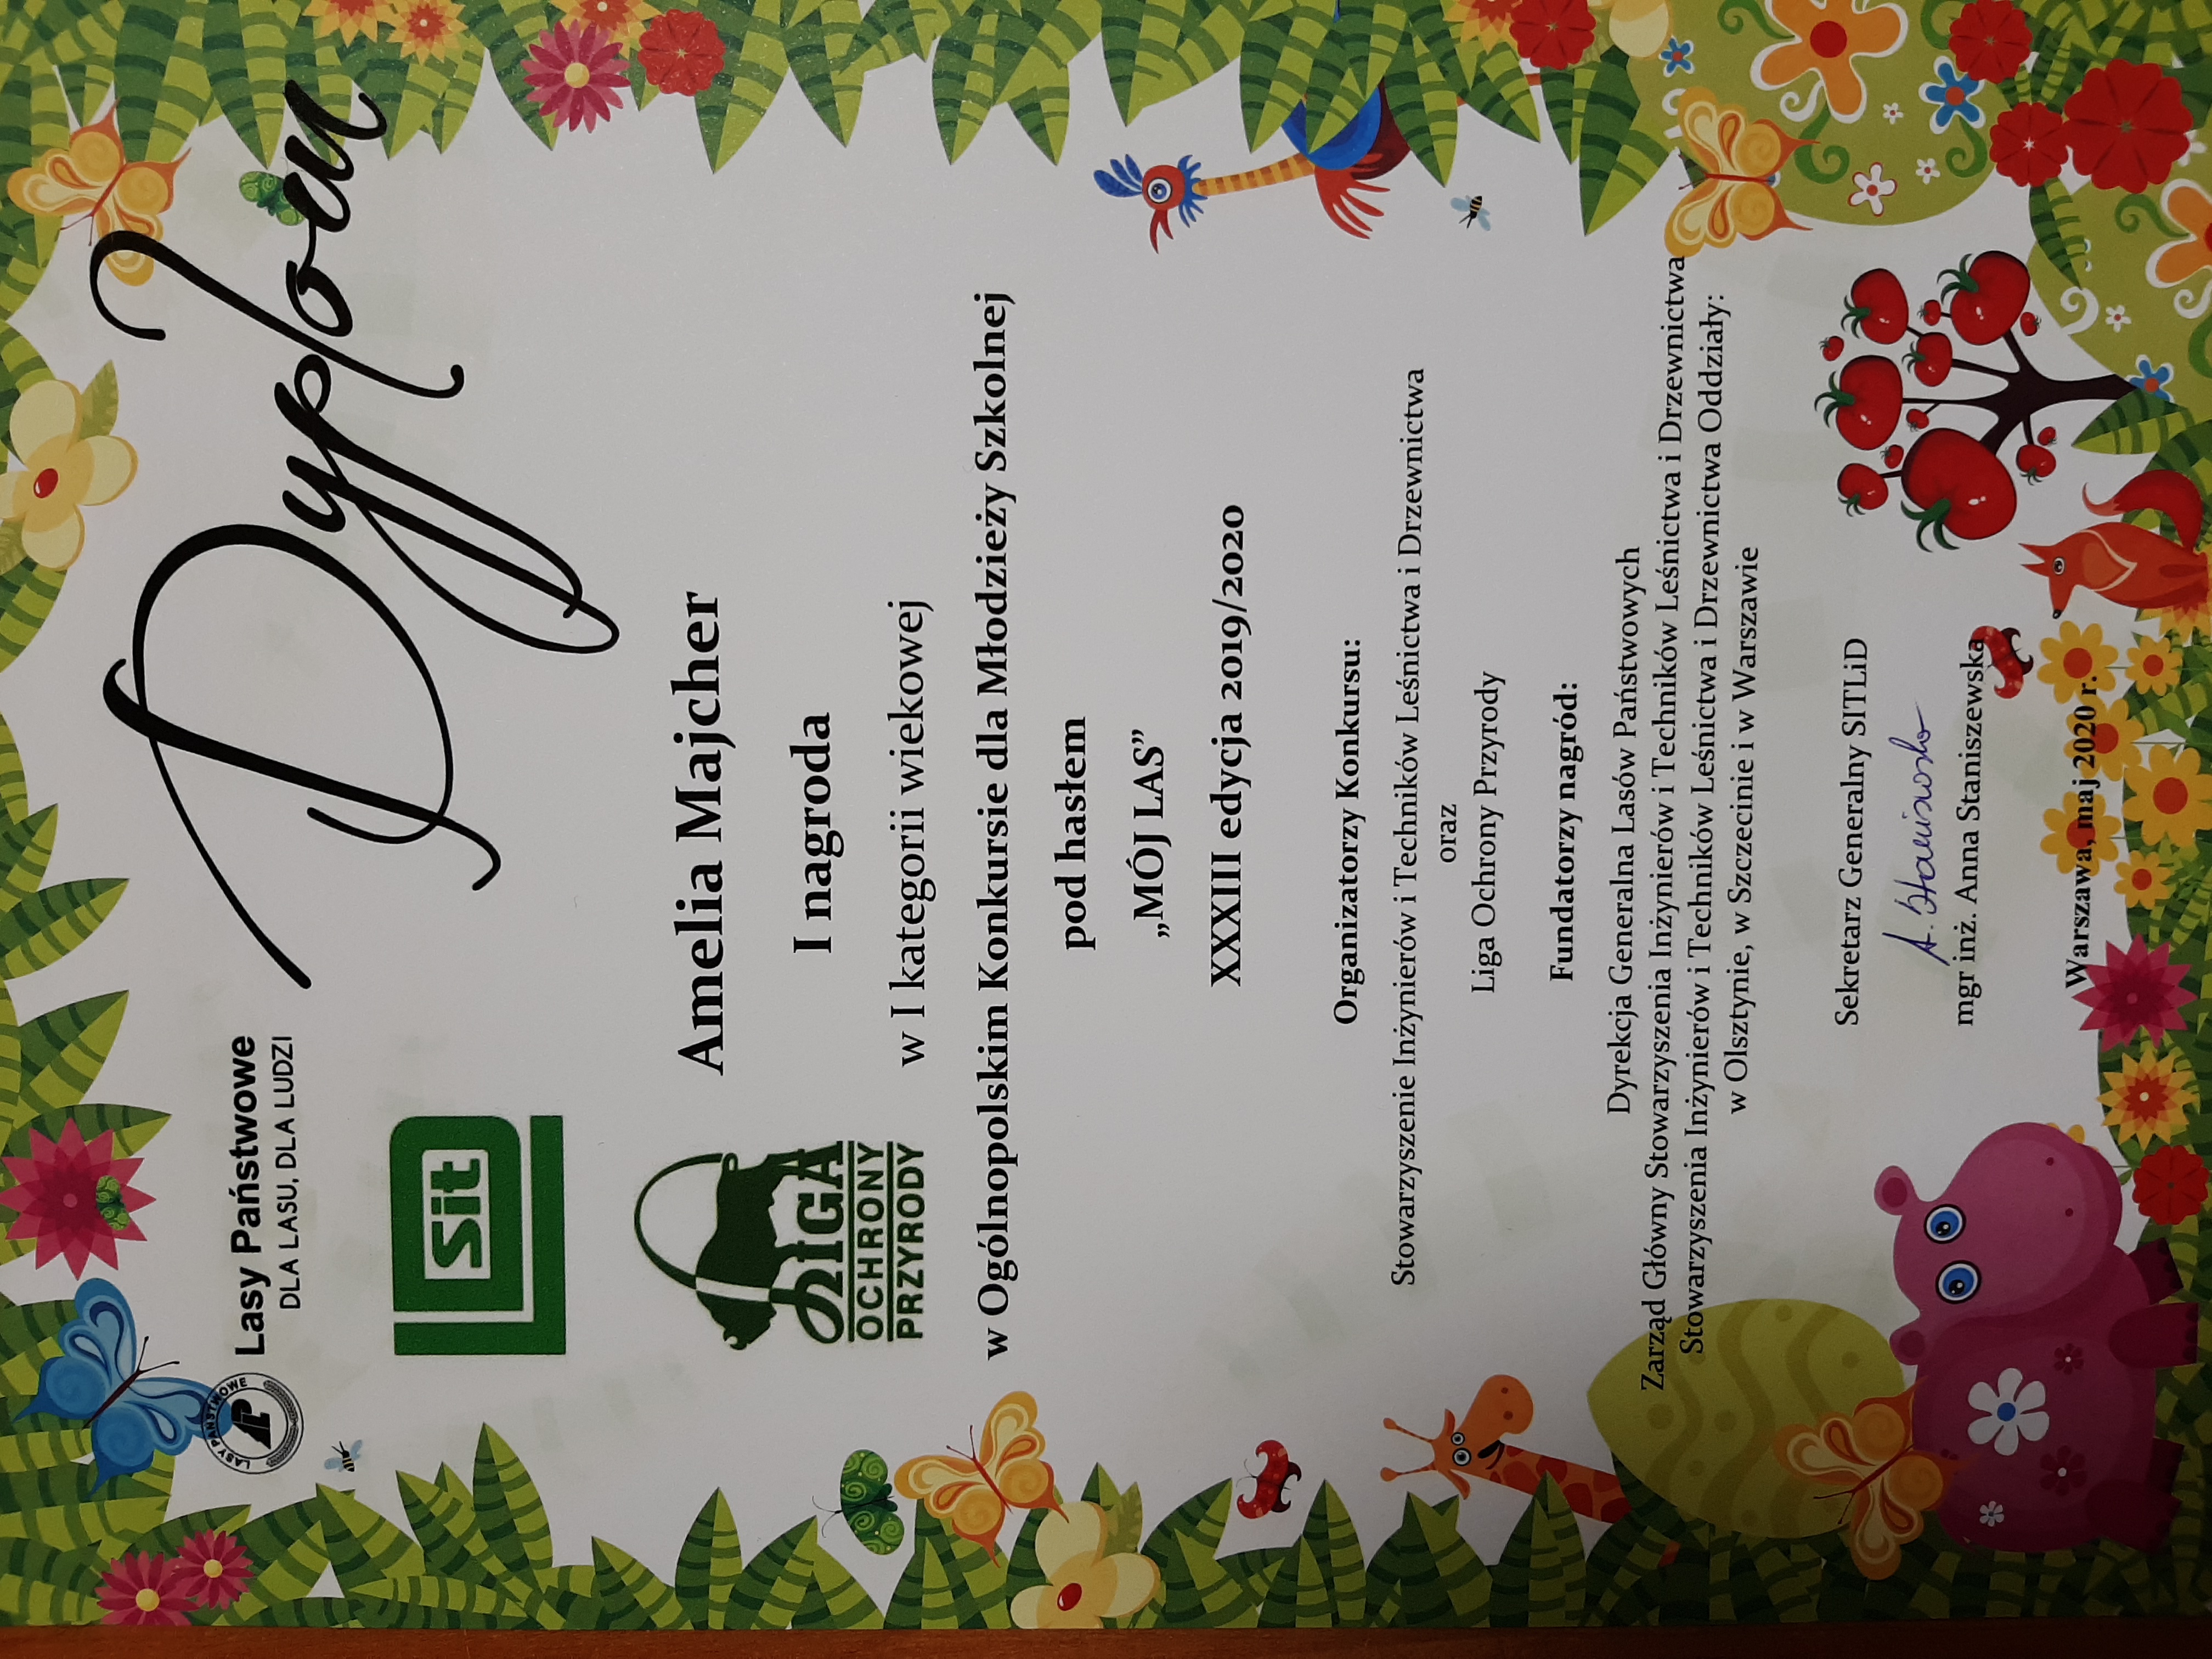 Dyplom
LASY PAŃSTWOWE
Lasy Państwowe
DLA LASU, DLA LUDZI
Sit
LIGA
OCHRONY
PRZYRODY
Amelia Majcher
I nagroda
w I kategorii wiekowej
w Ogólnopolskim Konkursie dla Młodzieży Szkolnej
pod hasłem
„MÓJ LAS”
XXXIII edycja 2019/2020
Organizatorzy Konkursu:
Stowarzyszenie Inżynierów i Techników Leśnictwa i Drzewnictwa
oraz
Liga Ochrony Przyrody
Fundatorzy nagród:
Dyrekcja Generalna Lasów Państwowych
Zarząd Główny Stowarzyszenia Inżynierów i Techników Leśnictwa i Drzewnictwa
Stowarzyszenia Inżynierów i Techników Leśnictwa i Drzewnictwa Oddziały:
w Olsztynie, w Szczecinie i w Warszawie
Sekretarz Generalny SITLiD
A. Staniszewska
mgr inż. Anna Staniszewska
Warszawa, maj 2020 r.